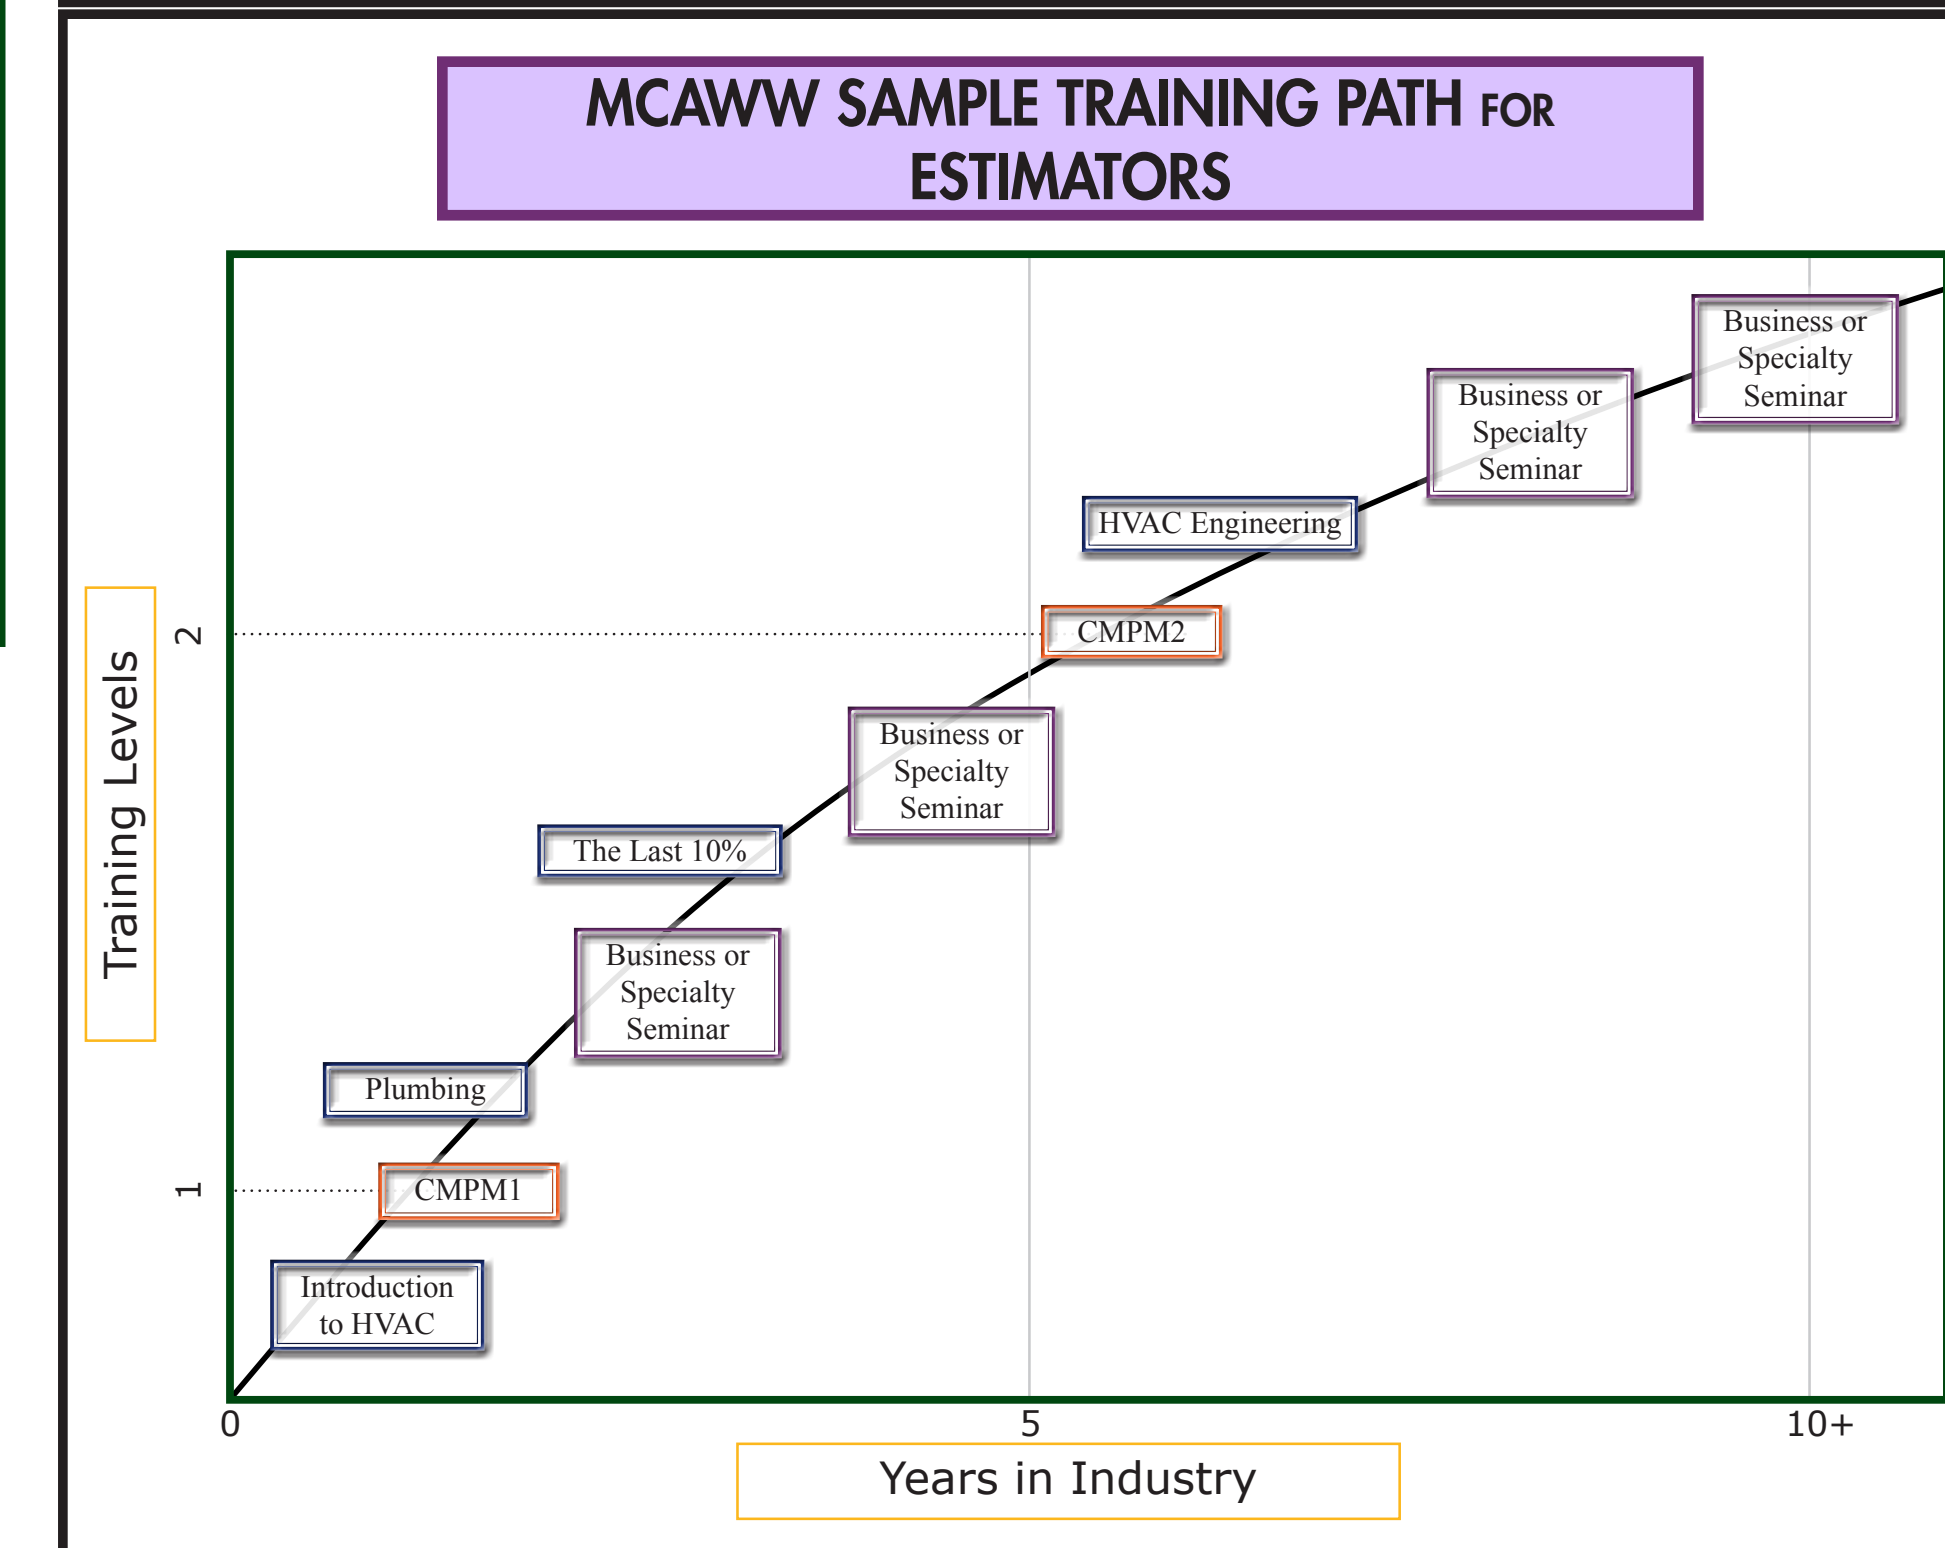 MCAWW SAMPLE TRAINING PATH FOR
ESTIMATORS
Business or
Specialty
Seminar
Business or
Specialty
Seminar
HVAC Engineering
CMPM2
2
Business or
Specialty
Seminar
Training Levels
The Last 10%
Business or
Specialty
Seminar
Plumbing
CMPM1
1
Introduction
to HVAC
0
5
10+
Years in Industry